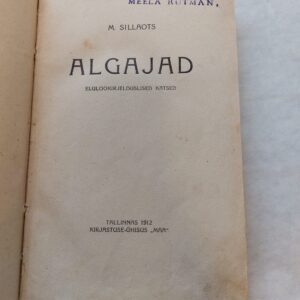 MEELA RUTMAN,
M. SILLAOTS
ALGAJAD
ELULOOKIRJELDUSLISED KATSED
TALLINNAS 1912
KIRJASTUSE-ÜHISUS „MAA“